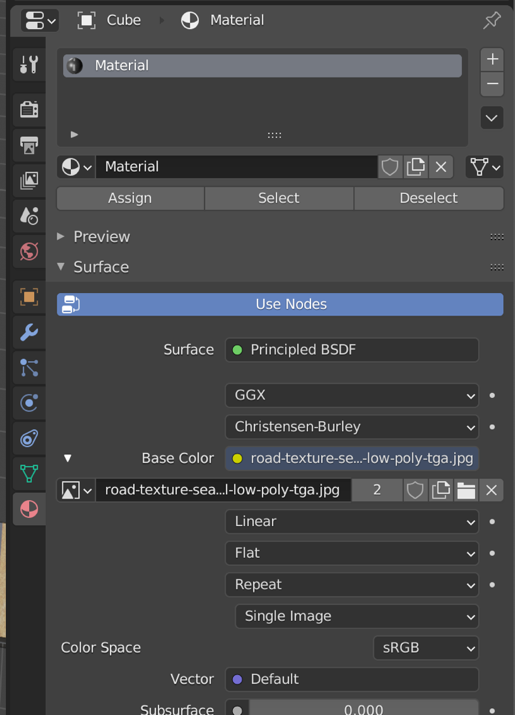 Cube > Material
Material
Material
Assign Select Deselect
Preview
Surface
Use Nodes
Surface Principled BSDF
GGX
Christensen-Burley
Base Color road-texture-se...-low-poly-tga.jpg
road-texture-sea...l-low-poly-tga.jpg 2
Linear
Flat
Repeat
Single Image
Color Space sRGB
Vector Default
Subsurface 0.000